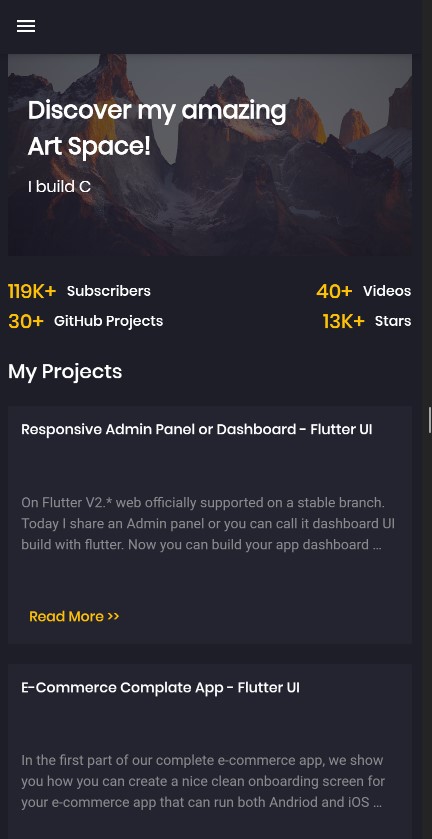 Discover my amazing
Art Space!
I build C
119K+ Subscribers 40+ Videos
30+ GitHub Projects 13K+ Stars
My Projects
Responsive Admin Panel or Dashboard - Flutter UI
On Flutter V2.* web officially supported on a stable branch.
Today I share an Admin panel or you can call it dashboard UI
build with flutter. Now you can build your app dashboard ...
Read More >>
E-Commerce Complate App - Flutter UI
In the first part of our complete e-commerce app, we show
you how you can create a nice clean onboarding screen for
your e-commerce app that can run both Andriod and iOS ...